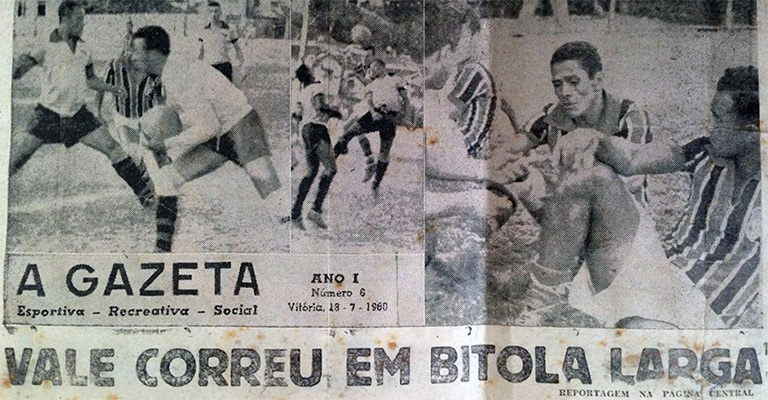 A GAZETA
Esportiva - Recreativa - Social
ANO I
Número 6
Vitória, 18 - 7 - 1960
VALE CORREU EM BITOLA LARGA
REPORTAGEM NA PAGINA CENTRAL